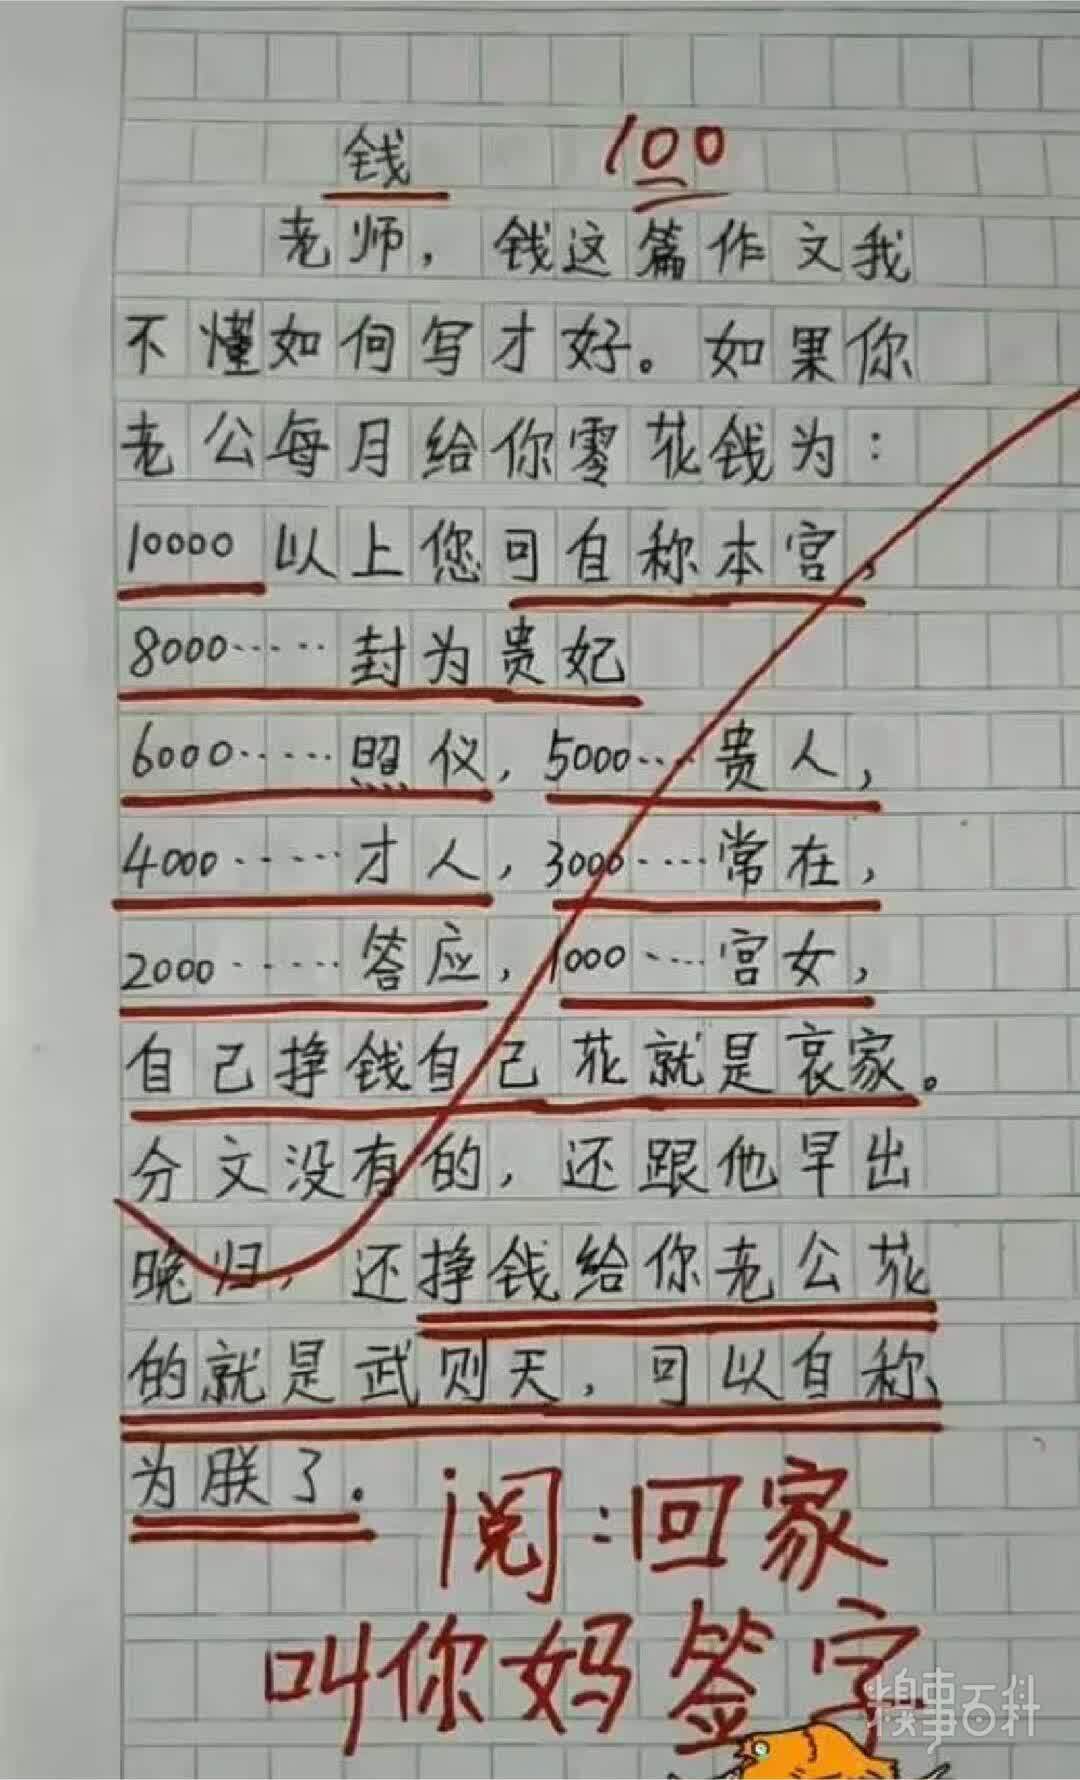 钱 100
老师，钱这篇作文我
不懂如何写才好。如果你
老公每月给你零花钱为：
10000以上您可自称本宫，
8000……封为贵妃
6000……照仪，5000…贵人，
4000……才人，3000……常在，
2000……答应，1000……宫女，
自己挣钱自己花就是哀家。
分文没有的，还跟他早出
晚归，还挣钱给你老公花
的就是武则天，可以自称
为朕了。
阅：回家
叫你妈签字
糗事百科